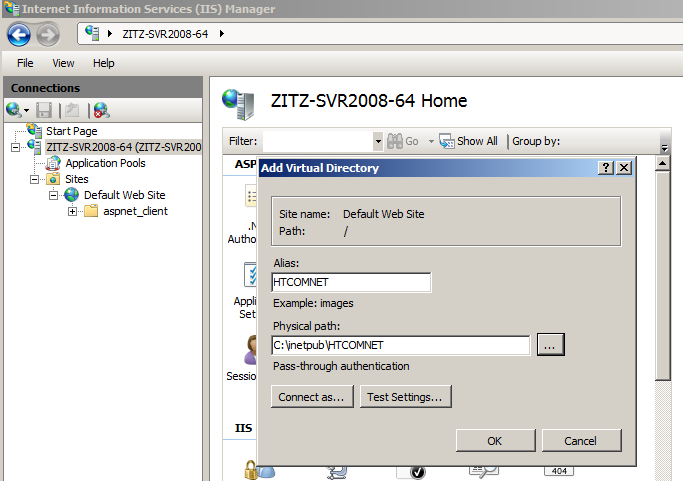 Internet Information Services (IIS) Manager
ZITZ-SVR2008-64
File View Help
Connections
Start Page
ZITZ-SVR2008-64 (ZITZ-SVR200
Application Pools
Sites
Default Web Site
aspnet_client
ZITZ-SVR2008-64 Home
Filter: Go Show All Group by:
ASP
.N
Autho
Appli
Set
Sessio
IIS
404
Add Virtual Directory
Site name: Default Web Site
Path: /
Alias:
HTCOMNET
Example: images
Physical path:
C:\inetpub\HTCOMNET
...
Pass-through authentication
Connect as... Test Settings...
OK Cancel